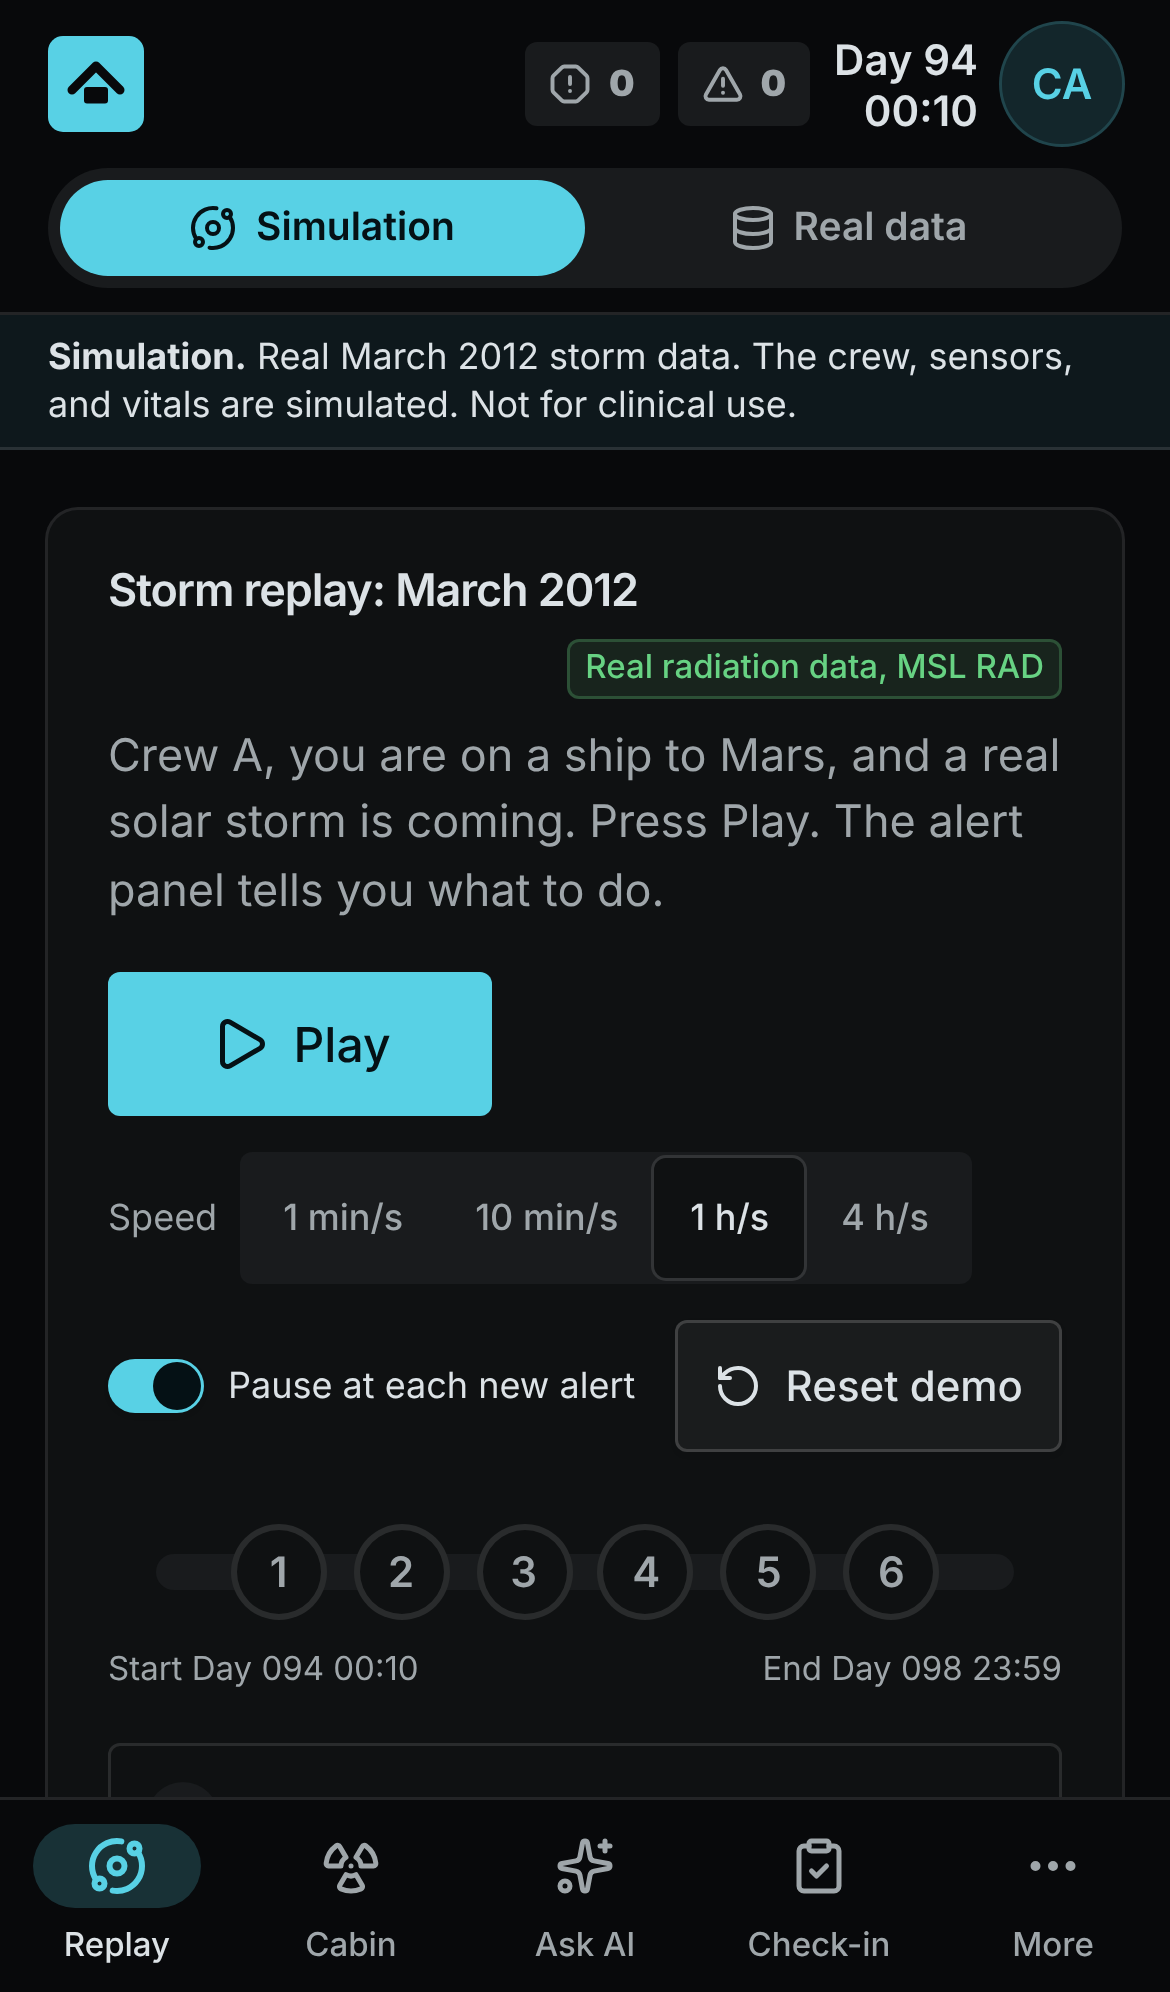 0
0
Day 94
00:10
CA
Simulation
Real data
Simulation. Real March 2012 storm data. The crew, sensors,
and vitals are simulated. Not for clinical use.
Storm replay: March 2012
Real radiation data, MSL RAD
Crew A, you are on a ship to Mars, and a real
solar storm is coming. Press Play. The alert
panel tells you what to do.
Play
Speed
1 min/s
10 min/s
1 h/s
4 h/s
Pause at each new alert
Reset demo
1
2
3
4
5
6
Start Day 094 00:10
End Day 098 23:59
Replay
Cabin
Ask AI
Check-in
More